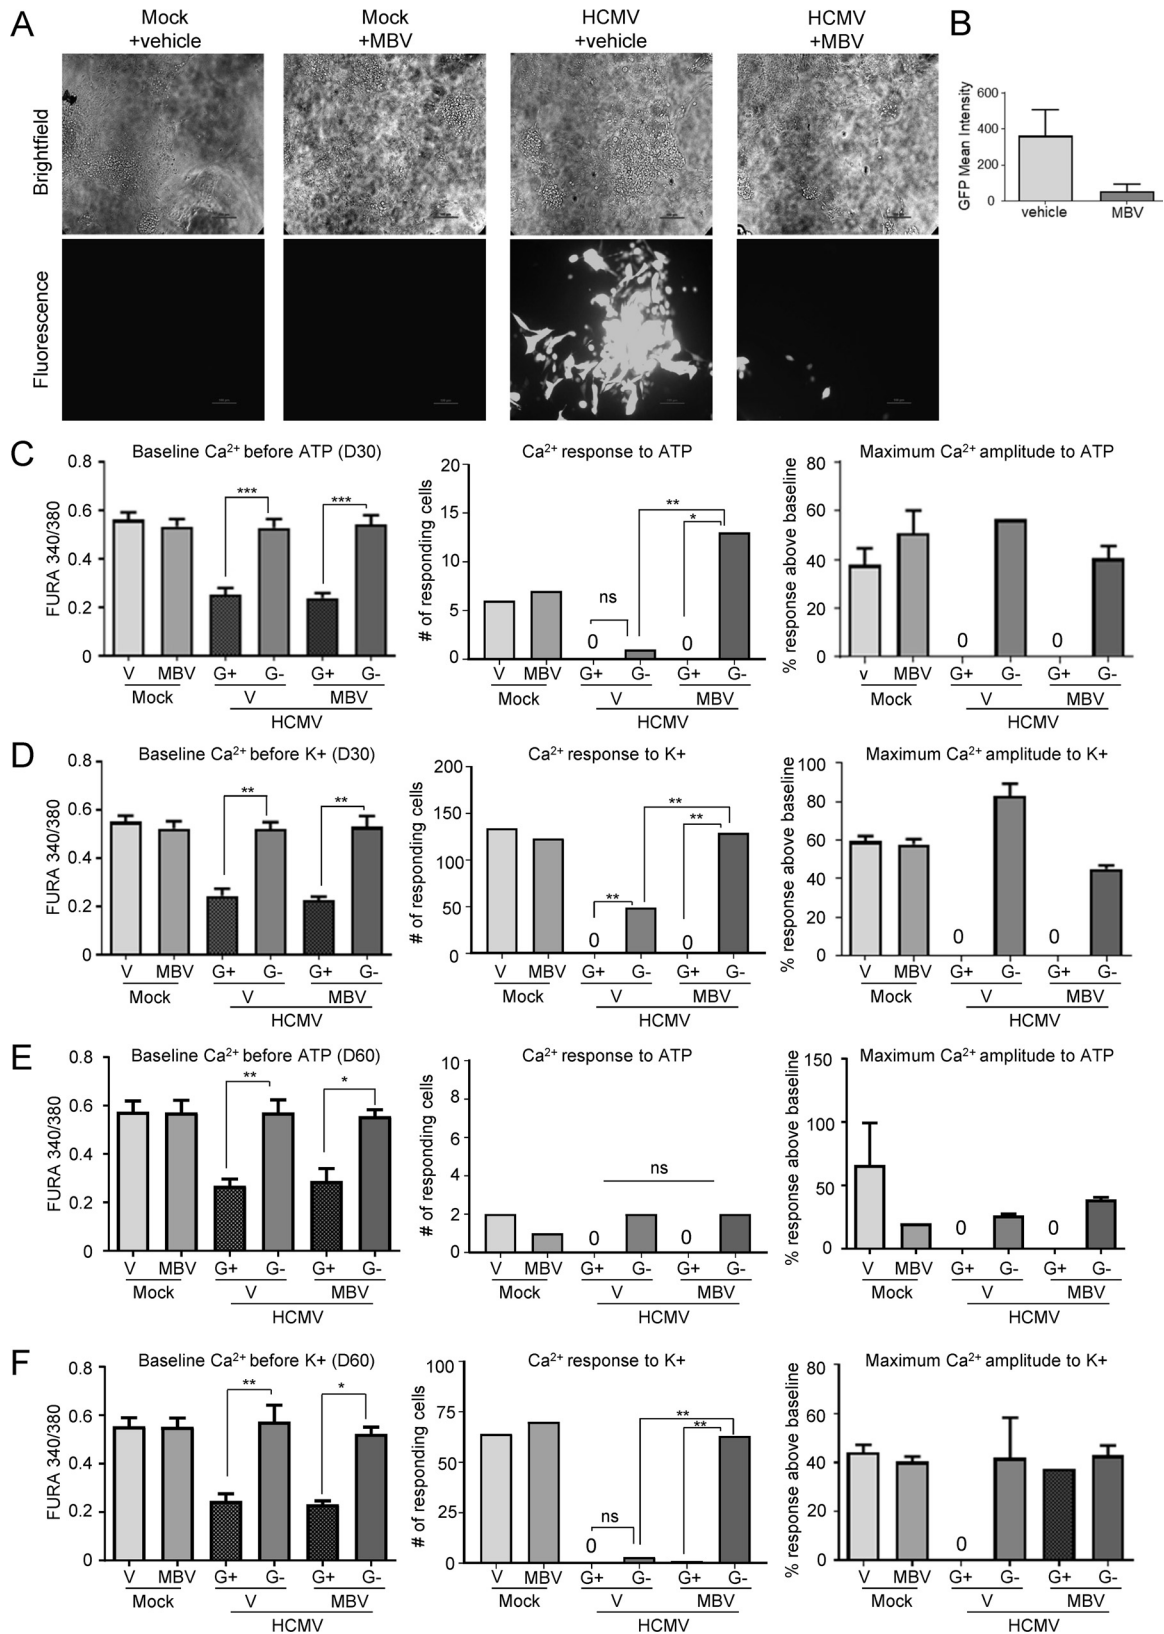 A
Mock +vehicle
Mock +MBV
HCMV +vehicle
HCMV +MBV
Brightfield
Fluorescence
B
GFP Mean Intensity
600
400
200
0
vehicle MBV
C
Baseline Ca²⁺ before ATP (D30)
FURA 340/380
0.8
0.6
0.4
0.2
0
*** ***
V MBV G+ G- G+ G-
Mock V MBV
HCMV
Ca²⁺ response to ATP
# of responding cells
20
15
10
5
0
**
*
ns
0 0
V MBV G+ G- G+ G-
Mock V MBV
HCMV
Maximum Ca²⁺ amplitude to ATP
% response above baseline
80
60
40
20
0
0 0
v MBV G+ G- G+ G-
Mock V MBV
HCMV
D
Baseline Ca²⁺ before K+ (D30)
FURA 340/380
0.8
0.6
0.4
0.2
0
** **
V MBV G+ G- G+ G-
Mock V MBV
HCMV
Ca²⁺ response to K+
# of responding cells
200
150
100
50
0
**
**
**
0 0
V MBV G+ G- G+ G-
Mock V MBV
HCMV
Maximum Ca²⁺ amplitude to K+
% response above baseline
100
80
60
40
20
0
0 0
V MBV G+ G- G+ G-
Mock V MBV
HCMV
E
Baseline Ca²⁺ before ATP (D60)
FURA 340/380
0.8
0.6
0.4
0.2
0
** *
V MBV G+ G- G+ G-
Mock V MBV
HCMV
Ca²⁺ response to ATP
# of responding cells
10
8
6
4
2
0
ns
0 0
V MBV G+ G- G+ G-
Mock V MBV
HCMV
Maximum Ca²⁺ amplitude to ATP
% response above baseline
150
100
50
0
0 0
V MBV G+ G- G+ G-
Mock V MBV
HCMV
F
Baseline Ca²⁺ before K+ (D60)
FURA 340/380
0.8
0.6
0.4
0.2
0
** *
V MBV G+ G- G+ G-
Mock V MBV
HCMV
Ca²⁺ response to K+
# of responding cells
100
75
50
25
0
**
**
ns
0
V MBV G+ G- G+ G-
Mock V MBV
HCMV
Maximum Ca²⁺ amplitude to K+
% response above baseline
80
60
40
20
0
0
V MBV G+ G- G+ G-
Mock V MBV
HCMV